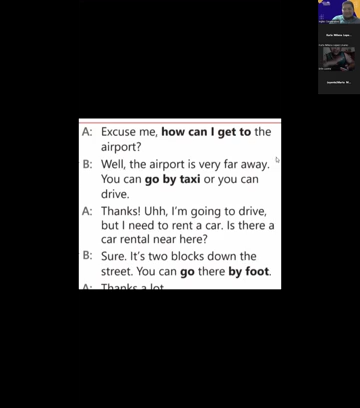 A: Excuse me, how can I get to the
airport?
B: Well, the airport is very far away.
You can go by taxi or you can
drive.
A: Thanks! Uhh, I'm going to drive,
but I need to rent a car. Is there a
car rental near here?
B: Sure. It's two blocks down the
street. You can go there by foot.
A: Thanks a lot